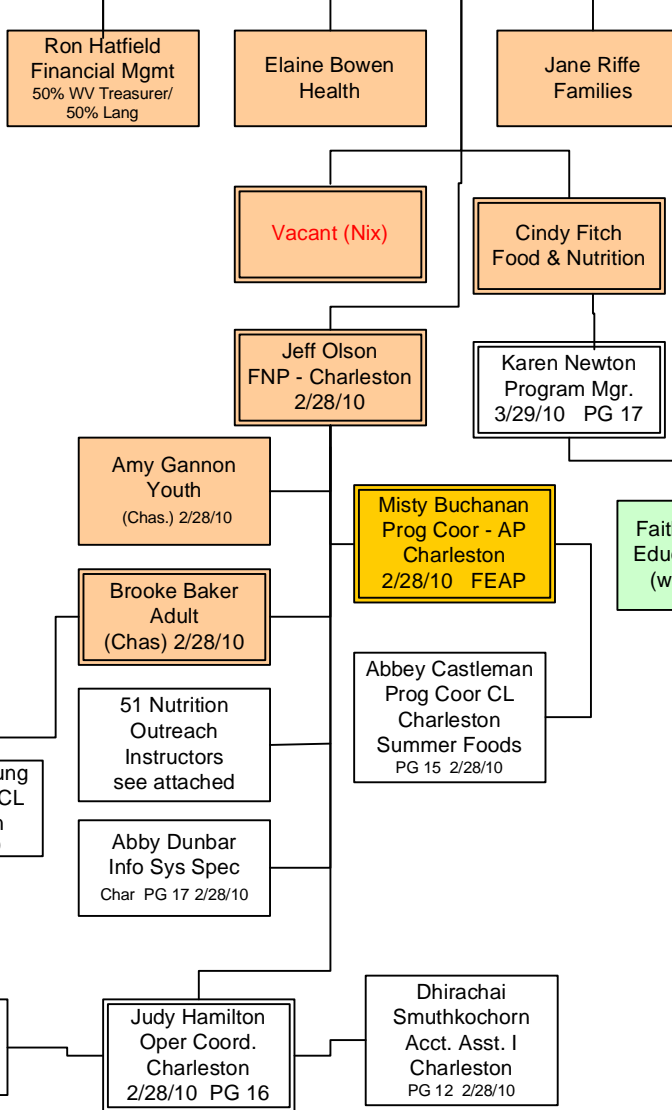 Ron Hatfield
Financial Mgmt
50% WV Treasurer/
50% Lang
Elaine Bowen
Health
Jane Riffe
Families
Vacant (Nix)
Cindy Fitch
Food & Nutrition
Jeff Olson
FNP - Charleston
2/28/10
Karen Newton
Program Mgr.
3/29/10 PG 17
Amy Gannon
Youth
(Chas.) 2/28/10
Misty Buchanan
Prog Coor - AP
Charleston
2/28/10 FEAP
Brooke Baker
Adult
(Chas) 2/28/10
Abbey Castleman
Prog Coor CL
Charleston
Summer Foods
PG 15 2/28/10
51 Nutrition
Outreach
Instructors
see attached
CL
Abby Dunbar
Info Sys Spec
Char PG 17 2/28/10
Judy Hamilton
Oper Coord.
Charleston
2/28/10 PG 16
Dhirachai
Smuthkochorn
Acct. Asst. I
Charleston
PG 12 2/28/10